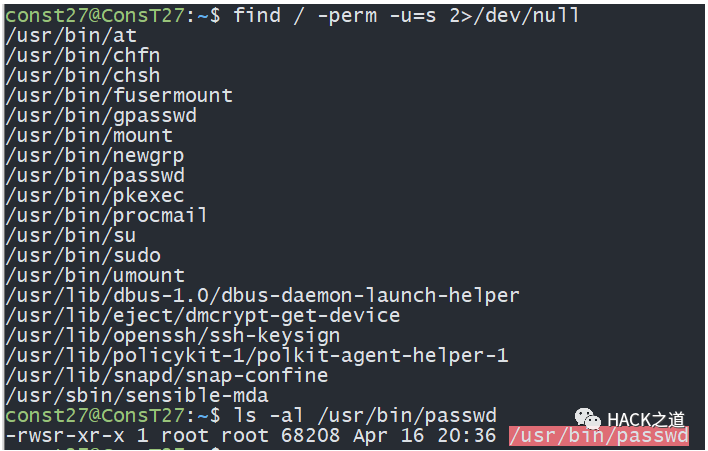 const27@ConsT27:~$ find / -perm -u=s 2>/dev/null
/usr/bin/at
/usr/bin/chfn
/usr/bin/chsh
/usr/bin/fusermount
/usr/bin/gpasswd
/usr/bin/mount
/usr/bin/newgrp
/usr/bin/passwd
/usr/bin/pkexec
/usr/bin/procmail
/usr/bin/su
/usr/bin/sudo
/usr/bin/umount
/usr/lib/dbus-1.0/dbus-daemon-launch-helper
/usr/lib/eject/dmcrypt-get-device
/usr/lib/openssh/ssh-keysign
/usr/lib/policykit-1/polkit-agent-helper-1
/usr/lib/snapd/snap-confine
/usr/sbin/sensible-mda
const27@ConsT27:~$ ls -al /usr/bin/passwd
HACK之道
-rwsr-xr-x 1 root root 68208 Apr 16 20:36 /usr/bin/passwd